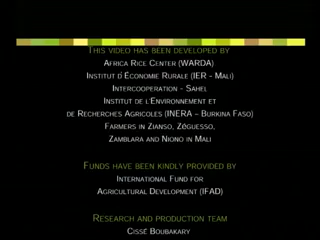 This video has been developed by
Africa Rice Center (WARDA)
Institut d'Économie Rurale (IER - Mali)
Intercooperation - Sahel
Institut de l'Environnement et
de Recherches Agricoles (INERA - Burkina Faso)
Farmers in Zianso, Zéguesso,
Zamblara and Niono in Mali
Funds have been kindly provided by
International Fund for
Agricultural Development (IFAD)
Research and production team
Cissé Boubakary